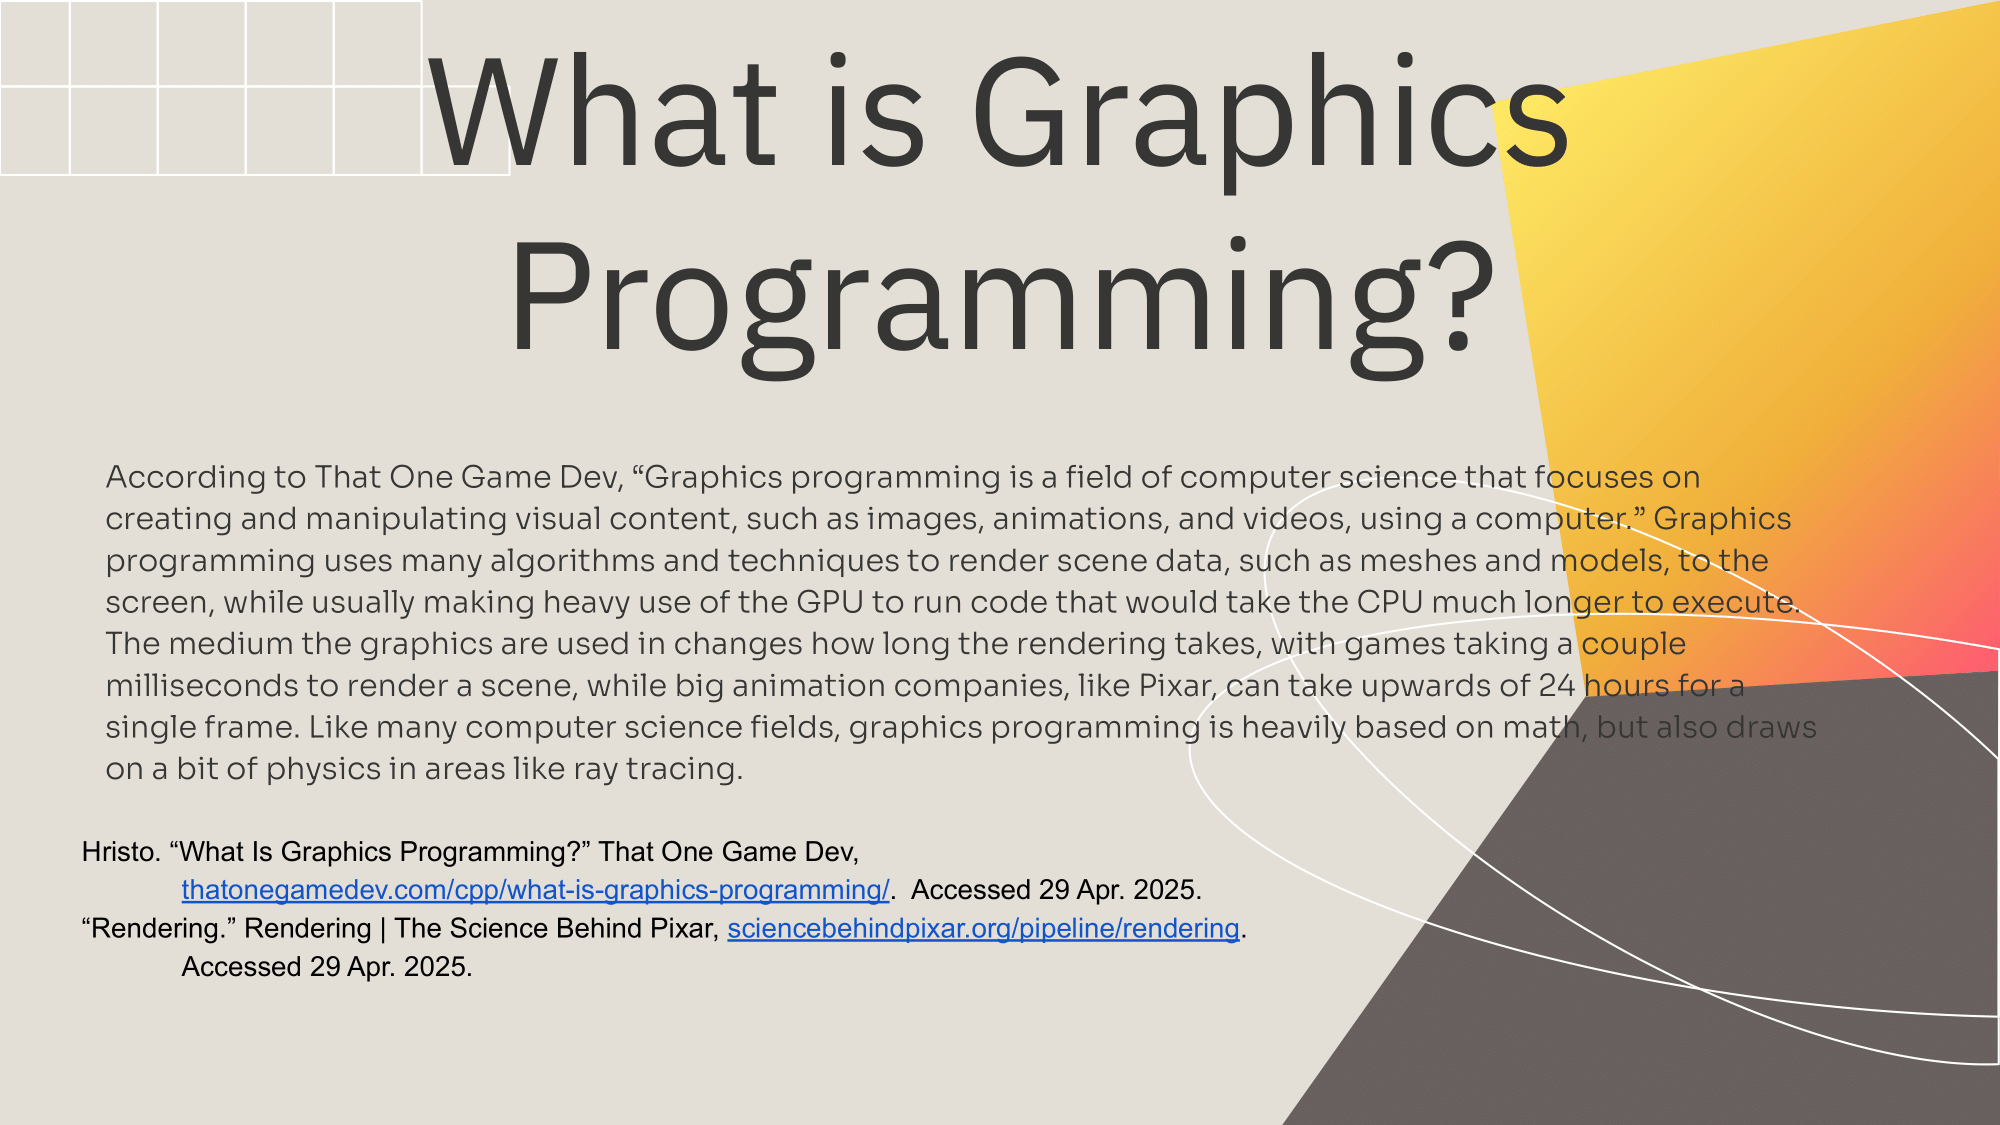 What is Graphics
Programming?
According to That One Game Dev, “Graphics programming is a field of computer science that focuses on
creating and manipulating visual content, such as images, animations, and videos, using a computer.” Graphics
programming uses many algorithms and techniques to render scene data, such as meshes and models, to the
screen, while usually making heavy use of the GPU to run code that would take the CPU much longer to execute.
The medium the graphics are used in changes how long the rendering takes, with games taking a couple
milliseconds to render a scene, while big animation companies, like Pixar, can take upwards of 24 hours for a
single frame. Like many computer science fields, graphics programming is heavily based on math, but also draws
on a bit of physics in areas like ray tracing.
Hristo. “What Is Graphics Programming?” That One Game Dev,
thatonegamedev.com/cpp/what-is-graphics-programming/. Accessed 29 Apr. 2025.
“Rendering.” Rendering | The Science Behind Pixar, sciencebehindpixar.org/pipeline/rendering.
Accessed 29 Apr. 2025.